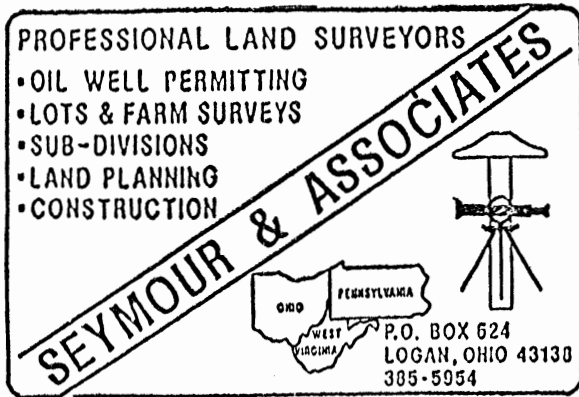 PROFESSIONAL LAND SURVEYORS
•OIL WELL PERMITTING
•LOTS & FARM SURVEYS
•SUB-DIVISIONS
•LAND PLANNING
•CONSTRUCTION
SEYMOUR & ASSOCIATES
OHIO
PENNSYLVANIA
WEST
VIRGINIA
P.O. BOX 624
LOGAN, OHIO 43138
385-5954